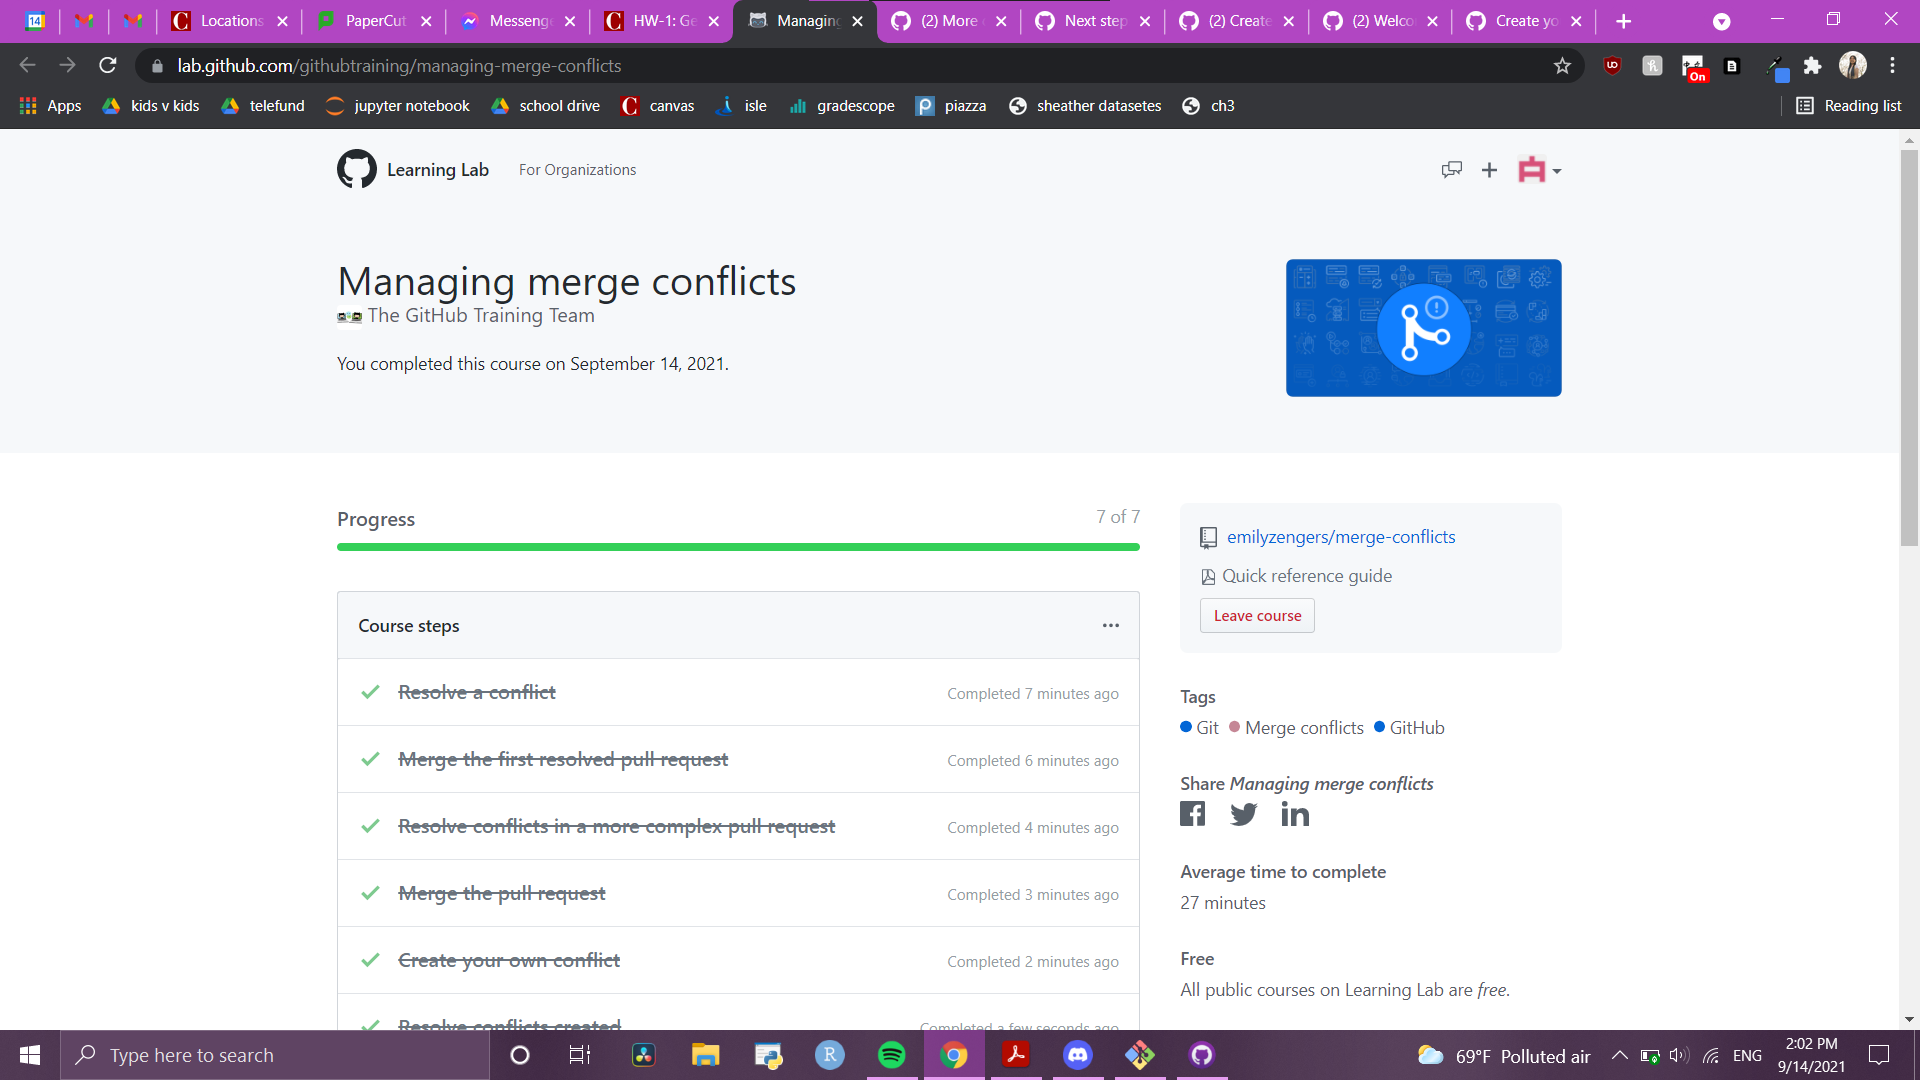 14
Locations
PaperCut
Messenge
HW-1: Ge
Managing
(2) More
Next step
(2) Create
(2) Welco
Create yo
lab.github.com/githubtraining/managing-merge-conflicts
On
Apps
kids v kids
telefund
jupyter notebook
school drive
canvas
isle
gradescope
piazza
sheather datasetes
ch3
Reading list
Learning Lab
For Organizations
Managing merge conflicts
The GitHub Training Team
You completed this course on September 14, 2021.
Progress
7 of 7
emilyzengers/merge-conflicts
Quick reference guide
Leave course
Course steps
Resolve a conflict
Completed 7 minutes ago
Merge the first resolved pull request
Completed 6 minutes ago
Resolve conflicts in a more complex pull request
Completed 4 minutes ago
Merge the pull request
Completed 3 minutes ago
Create your own conflict
Completed 2 minutes ago
Resolve conflicts created
Completed a few seconds ago
Tags
Git Merge conflicts GitHub
Share Managing merge conflicts
Average time to complete
27 minutes
Free
All public courses on Learning Lab are free.
Type here to search
69°F Polluted air
ENG
2:02 PM
9/14/2021